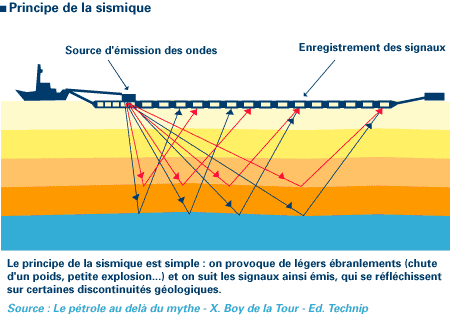 Principe de la sismique
Source d'émission des ondes
Enregistrement des signaux
Le principe de la sismique est simple : on provoque de légers ébranlements (chute
d'un poids, petite explosion...) et on suit les signaux ainsi émis, qui se réfléchissent
sur certaines discontinuités géologiques.
Source : Le pétrole au delà du mythe - X. Boy de la Tour - Ed. Technip